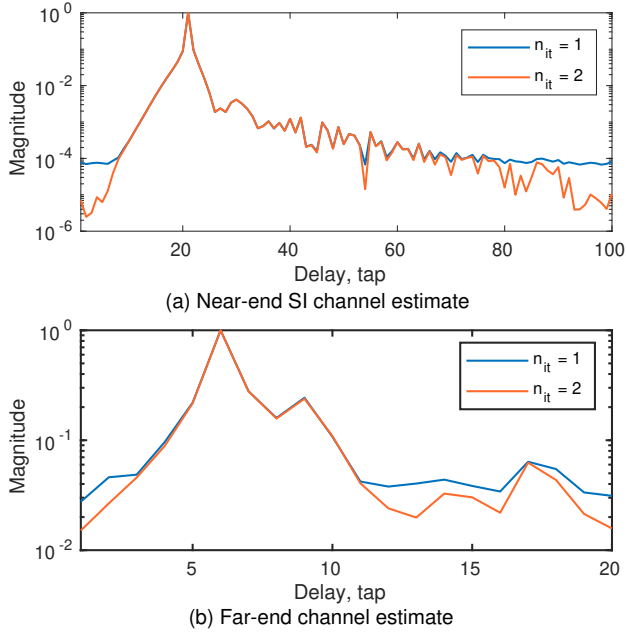 10^0
10^-2
10^-4
10^-6
Magnitude
n_it = 1
n_it = 2
20 40 60 80 100
Delay, tap
(a) Near-end SI channel estimate
10^0
10^-1
10^-2
Magnitude
n_it = 1
n_it = 2
5 10 15 20
Delay, tap
(b) Far-end channel estimate